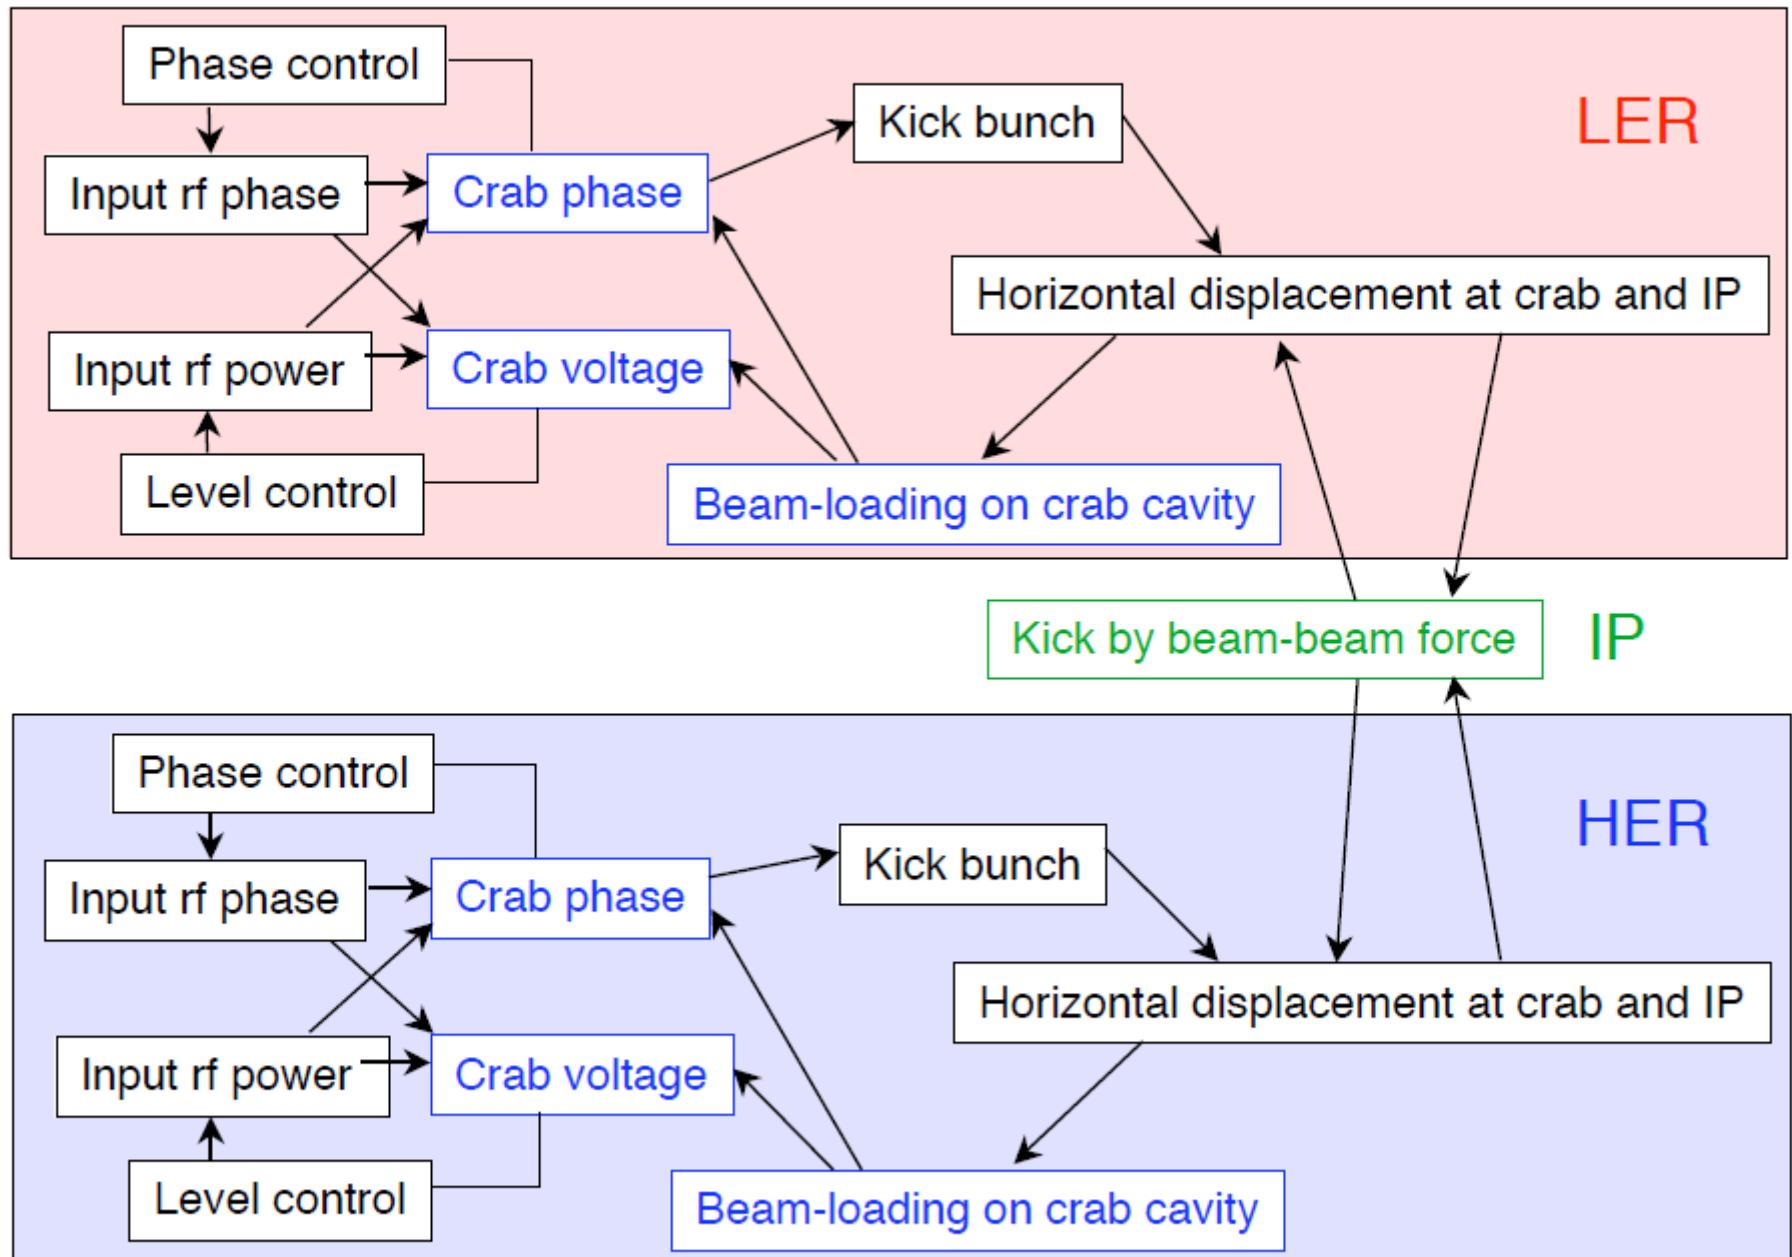 Phase control
Kick bunch
LER
Input rf phase
Crab phase
Horizontal displacement at crab and IP
Input rf power
Crab voltage
Level control
Beam-loading on crab cavity
Kick by beam-beam force
IP
Phase control
Kick bunch
HER
Input rf phase
Crab phase
Horizontal displacement at crab and IP
Input rf power
Crab voltage
Level control
Beam-loading on crab cavity